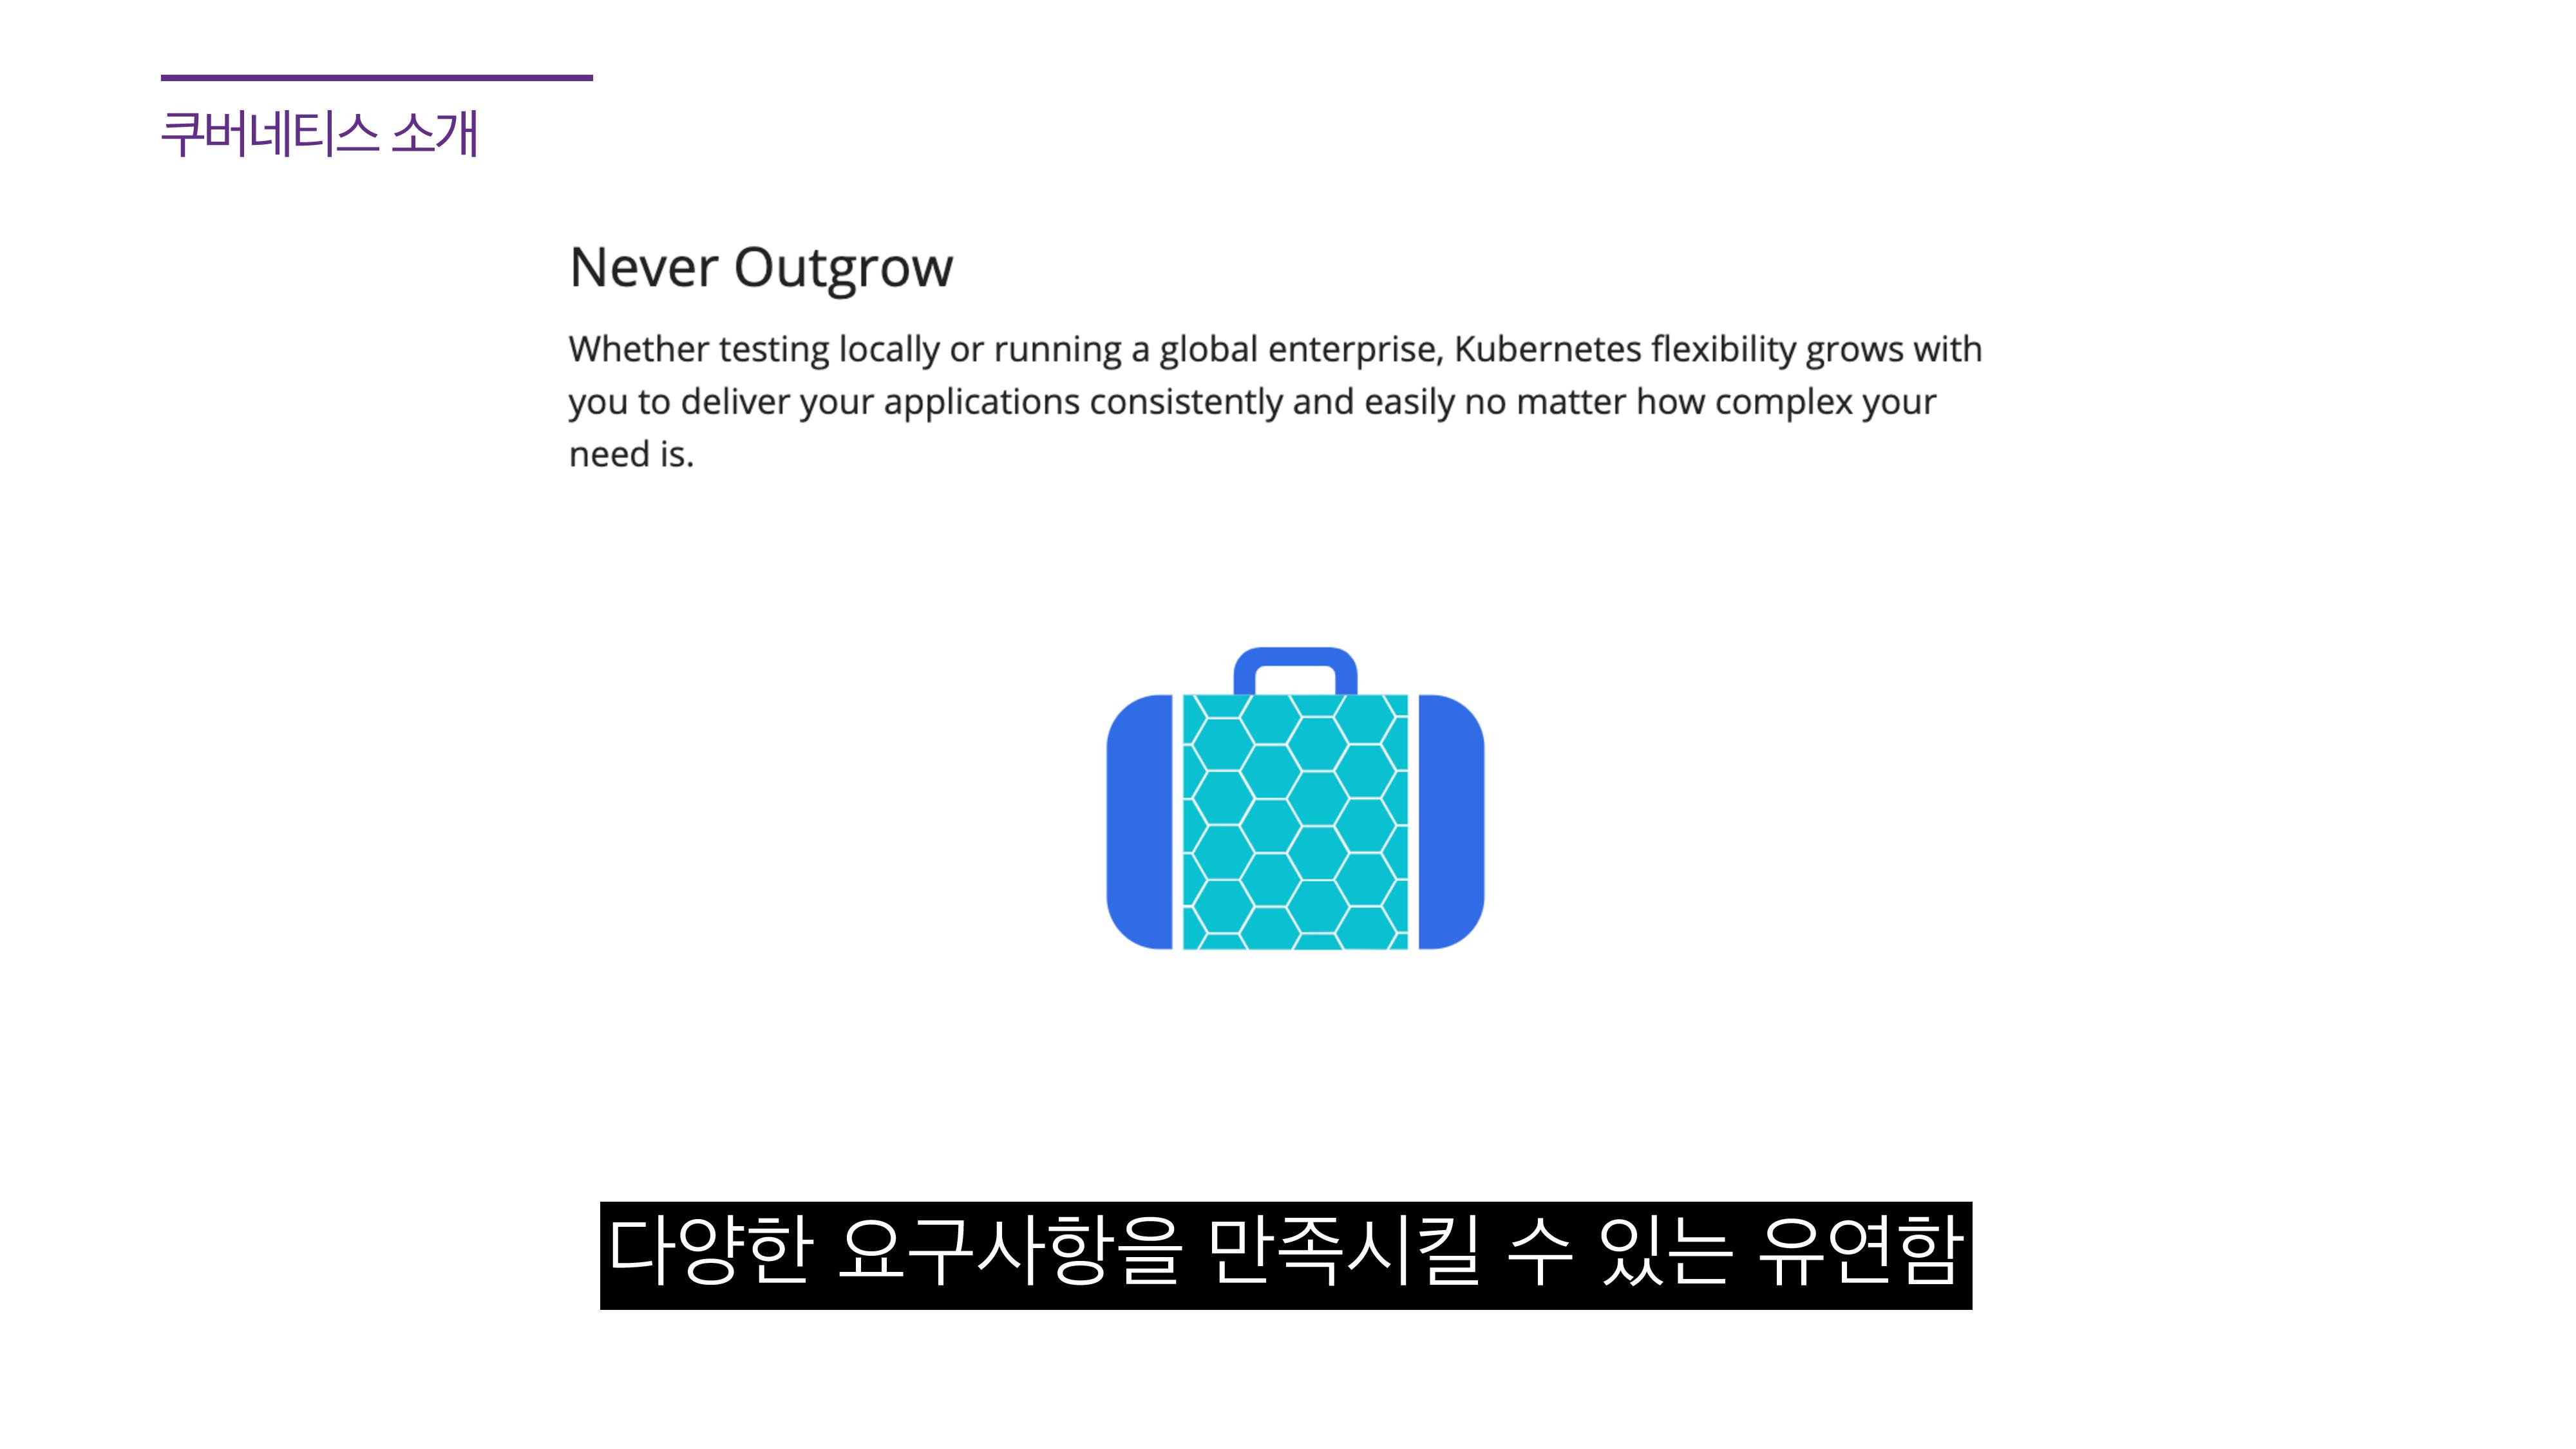 쿠버네티스 소개
Never Outgrow
Whether testing locally or running a global enterprise, Kubernetes flexibility grows with
you to deliver your applications consistently and easily no matter how complex your
need is.
다양한 요구사항을 만족시킬 수 있는 유연함